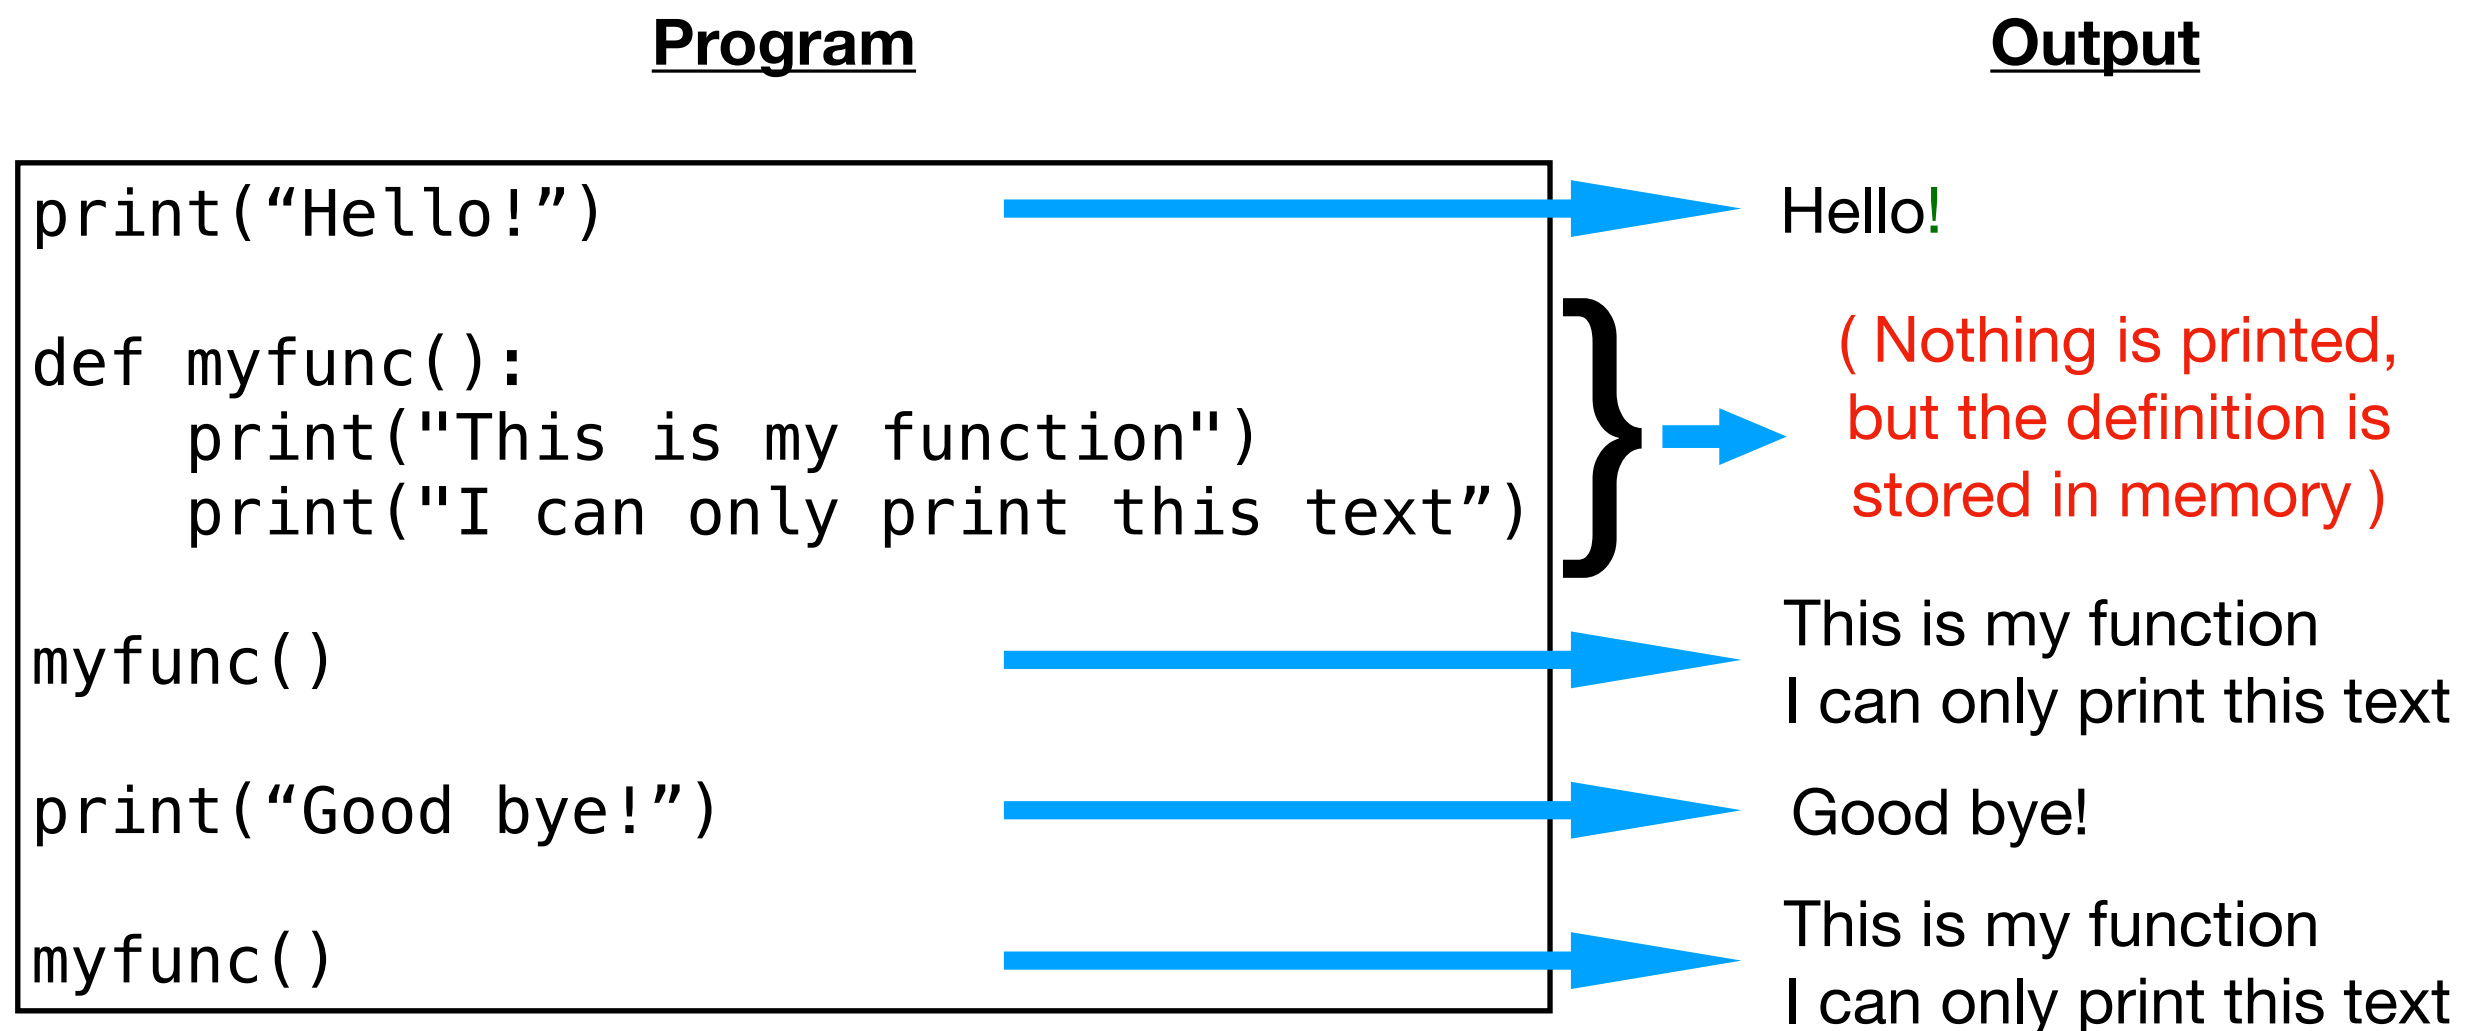 Program Output
print(“Hello!”) Hello!
def myfunc(): ( Nothing is printed,
    print("This is my function") but the definition is
    print("I can only print this text”) stored in memory )
myfunc() This is my function
I can only print this text
print(“Good bye!”) Good bye!
myfunc() This is my function
I can only print this text